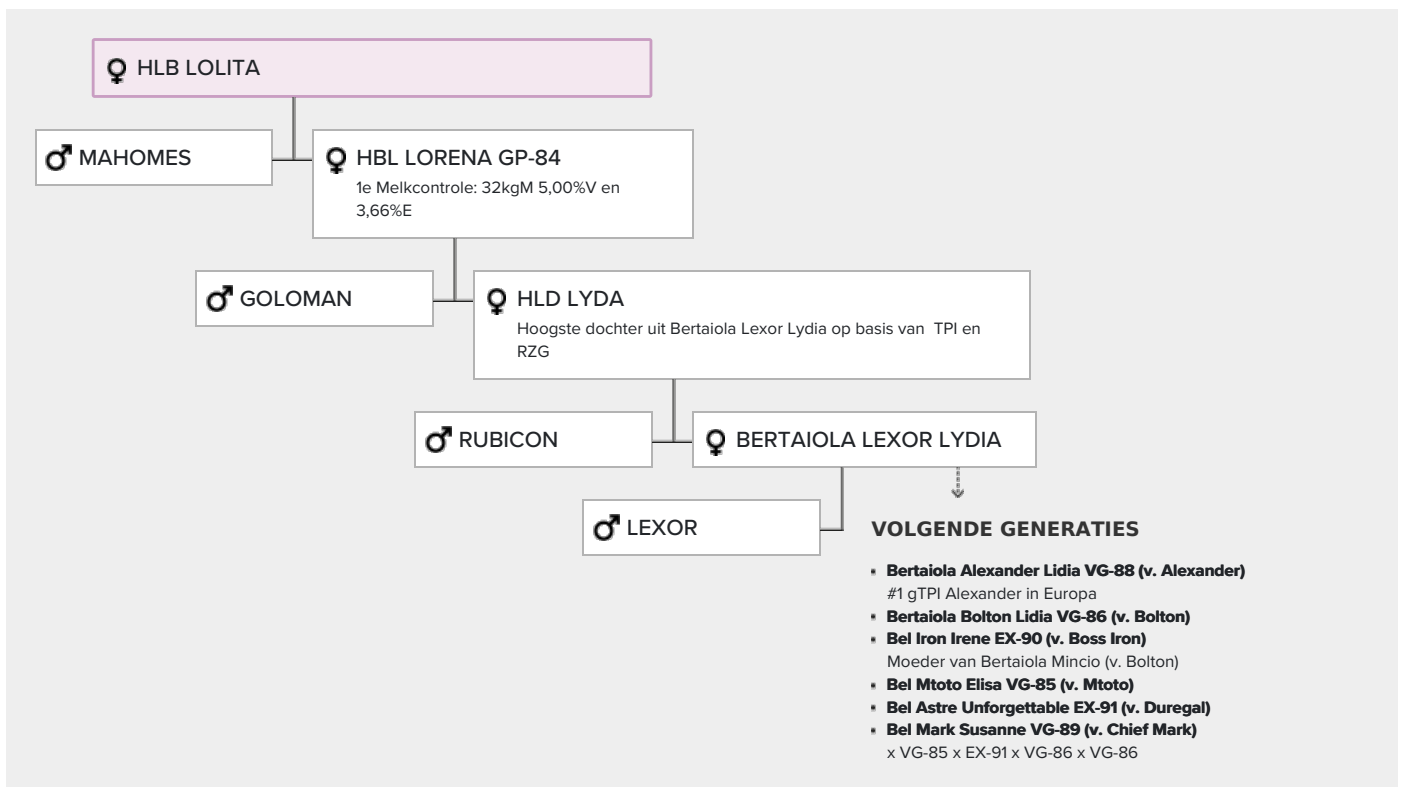 HLB LOLITA
MAHOMES
HBL LORENA GP-84
1e Melkcontrole: 32kgM 5,00%V en
3,66%E
GOLOMAN
HLD LYDA
Hoogste dochter uit Bertaiola Lexor Lydia op basis van  TPI en
RZG
RUBICON
BERTAIOLA LEXOR LYDIA
LEXOR
VOLGENDE GENERATIES
▪ Bertaiola Alexander Lidia VG-88 (v. Alexander)
#1 gTPI Alexander in Europa
▪ Bertaiola Bolton Lidia VG-86 (v. Bolton)
▪ Bel Iron Irene EX-90 (v. Boss Iron)
Moeder van Bertaiola Mincio (v. Bolton)
▪ Bel Mtoto Elisa VG-85 (v. Mtoto)
▪ Bel Astre Unforgettable EX-91 (v. Duregal)
▪ Bel Mark Susanne VG-89 (v. Chief Mark)
x VG-85 x EX-91 x VG-86 x VG-86